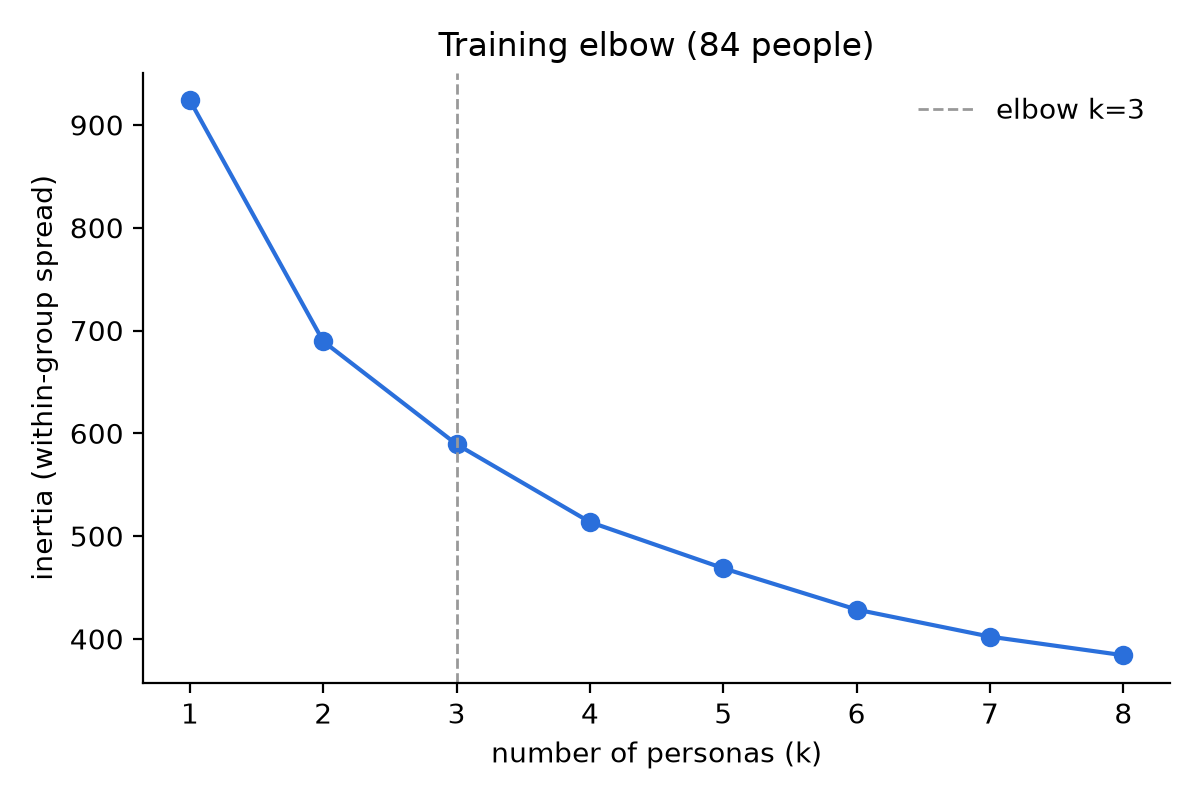 Training elbow (84 people)
elbow k=3
inertia (within-group spread)
900
800
700
600
500
400
1 2 3 4 5 6 7 8
number of personas (k)